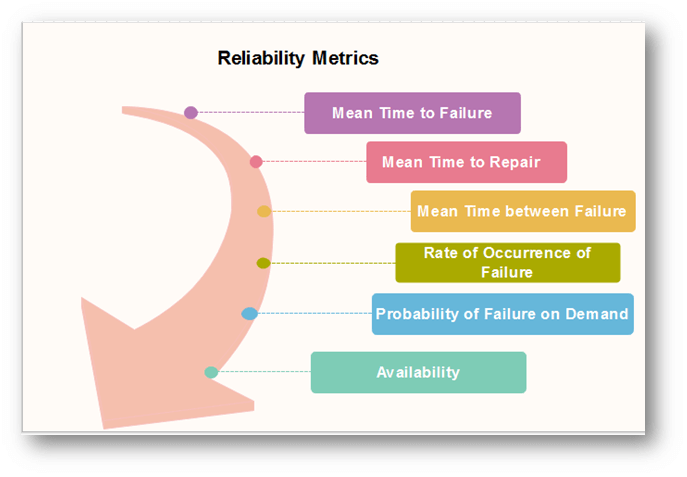 Reliability Metrics
Mean Time to Failure
Mean Time to Repair
Mean Time between Failure
Rate of Occurrence of
Failure
Probability of Failure on Demand
Availability